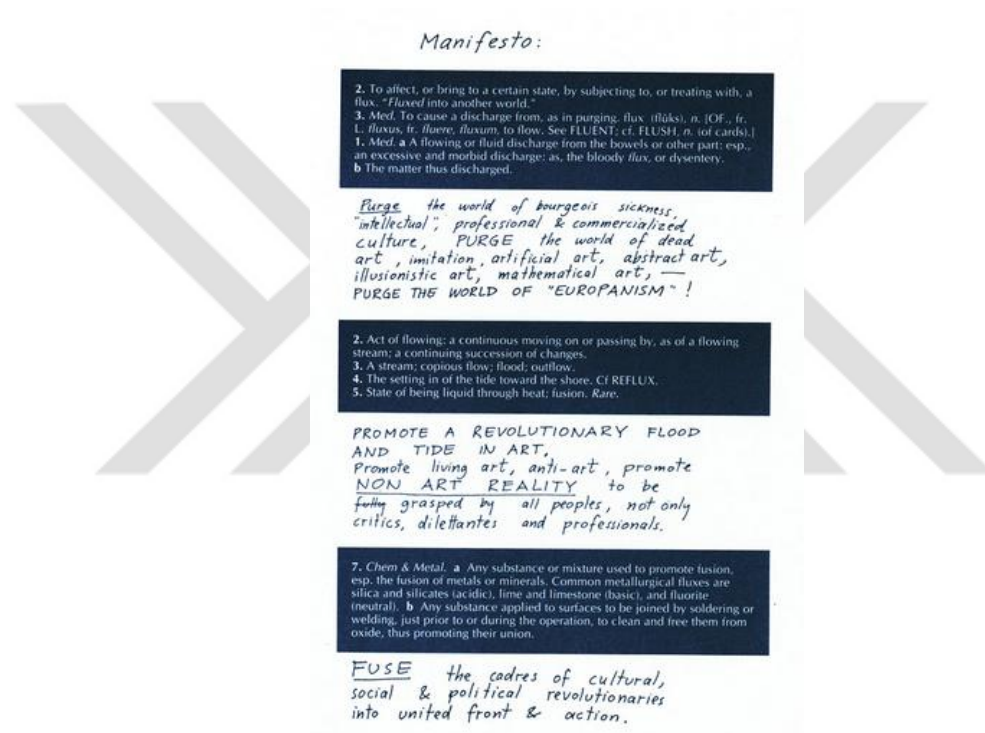 Manifesto:
2. To affect, or bring to a certain state, by subjecting to, or treating with, a
flux. "Fluxed into another world."
3. Med. To cause a discharge from, as in purging. flux (flŭks), n. [OF., fr.
L. fluxus, fr. fluere, fluxum, to flow. See FLUENT; cf. FLUSH, n. (of cards).]
1. Med. a A flowing or fluid discharge from the bowels or other part: esp.,
an excessive and morbid discharge: as, the bloody flux, or dysentery.
b The matter thus discharged.
Purge the world of bourgeois sickness,
"intellectual", professional & commercialized
culture, PURGE the world of dead
art, imitation, artificial art, abstract art,
illusionistic art, mathematical art, —
PURGE THE WORLD OF "EUROPANISM"!
2. Act of flowing: a continuous moving on or passing by, as of a flowing
stream; a continuing succession of changes.
3. A stream; copious flow; flood; outflow.
4. The setting in of the tide toward the shore. Cf REFLUX.
5. State of being liquid through heat; fusion. Rare.
PROMOTE A REVOLUTIONARY FLOOD
AND TIDE IN ART,
Promote living art, anti-art, promote
NON ART REALITY to be
fully grasped by all peoples, not only
critics, dilettantes and professionals.
7. Chem & Metal. a Any substance or mixture used to promote fusion,
esp. the fusion of metals or minerals. Common metallurgical fluxes are
silica and silicates (acidic), lime and limestone (basic), and fluorite
(neutral). b Any substance applied to surfaces to be joined by soldering or
welding, just prior to or during the operation, to clean and free them from
oxide, thus promoting their union.
FUSE the cadres of cultural,
social & political revolutionaries
into united front & action.